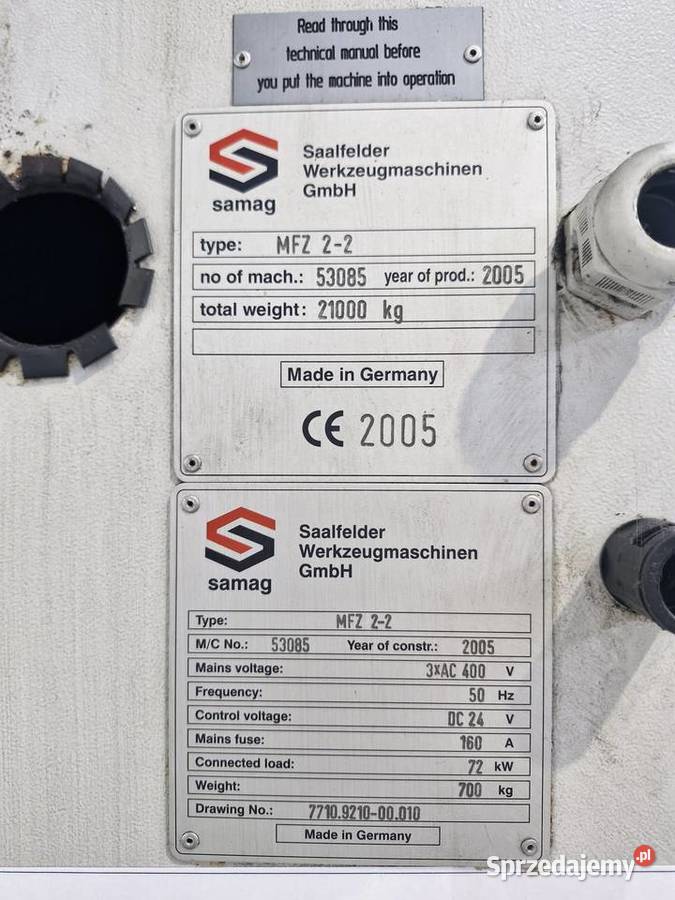 Read through this
technical manual before
you put the machine into operation
samag
Saalfelder
Werkzeugmaschinen
GmbH
type: MFZ 2-2
no of mach.: 53085 year of prod.: 2005
total weight: 21000 kg
Made in Germany
CE 2005
samag
Saalfelder
Werkzeugmaschinen
GmbH
Type: MFZ 2-2
M/C No.: 53085 Year of constr.: 2005
Mains voltage: 3xAC 400 V
Frequency: 50 Hz
Control voltage: DC 24 V
Mains fuse: 160 A
Connected load: 72 kW
Weight: 700 kg
Drawing No.: 7710.9210-00.010
Made in Germany
Sprzedajemy.pl